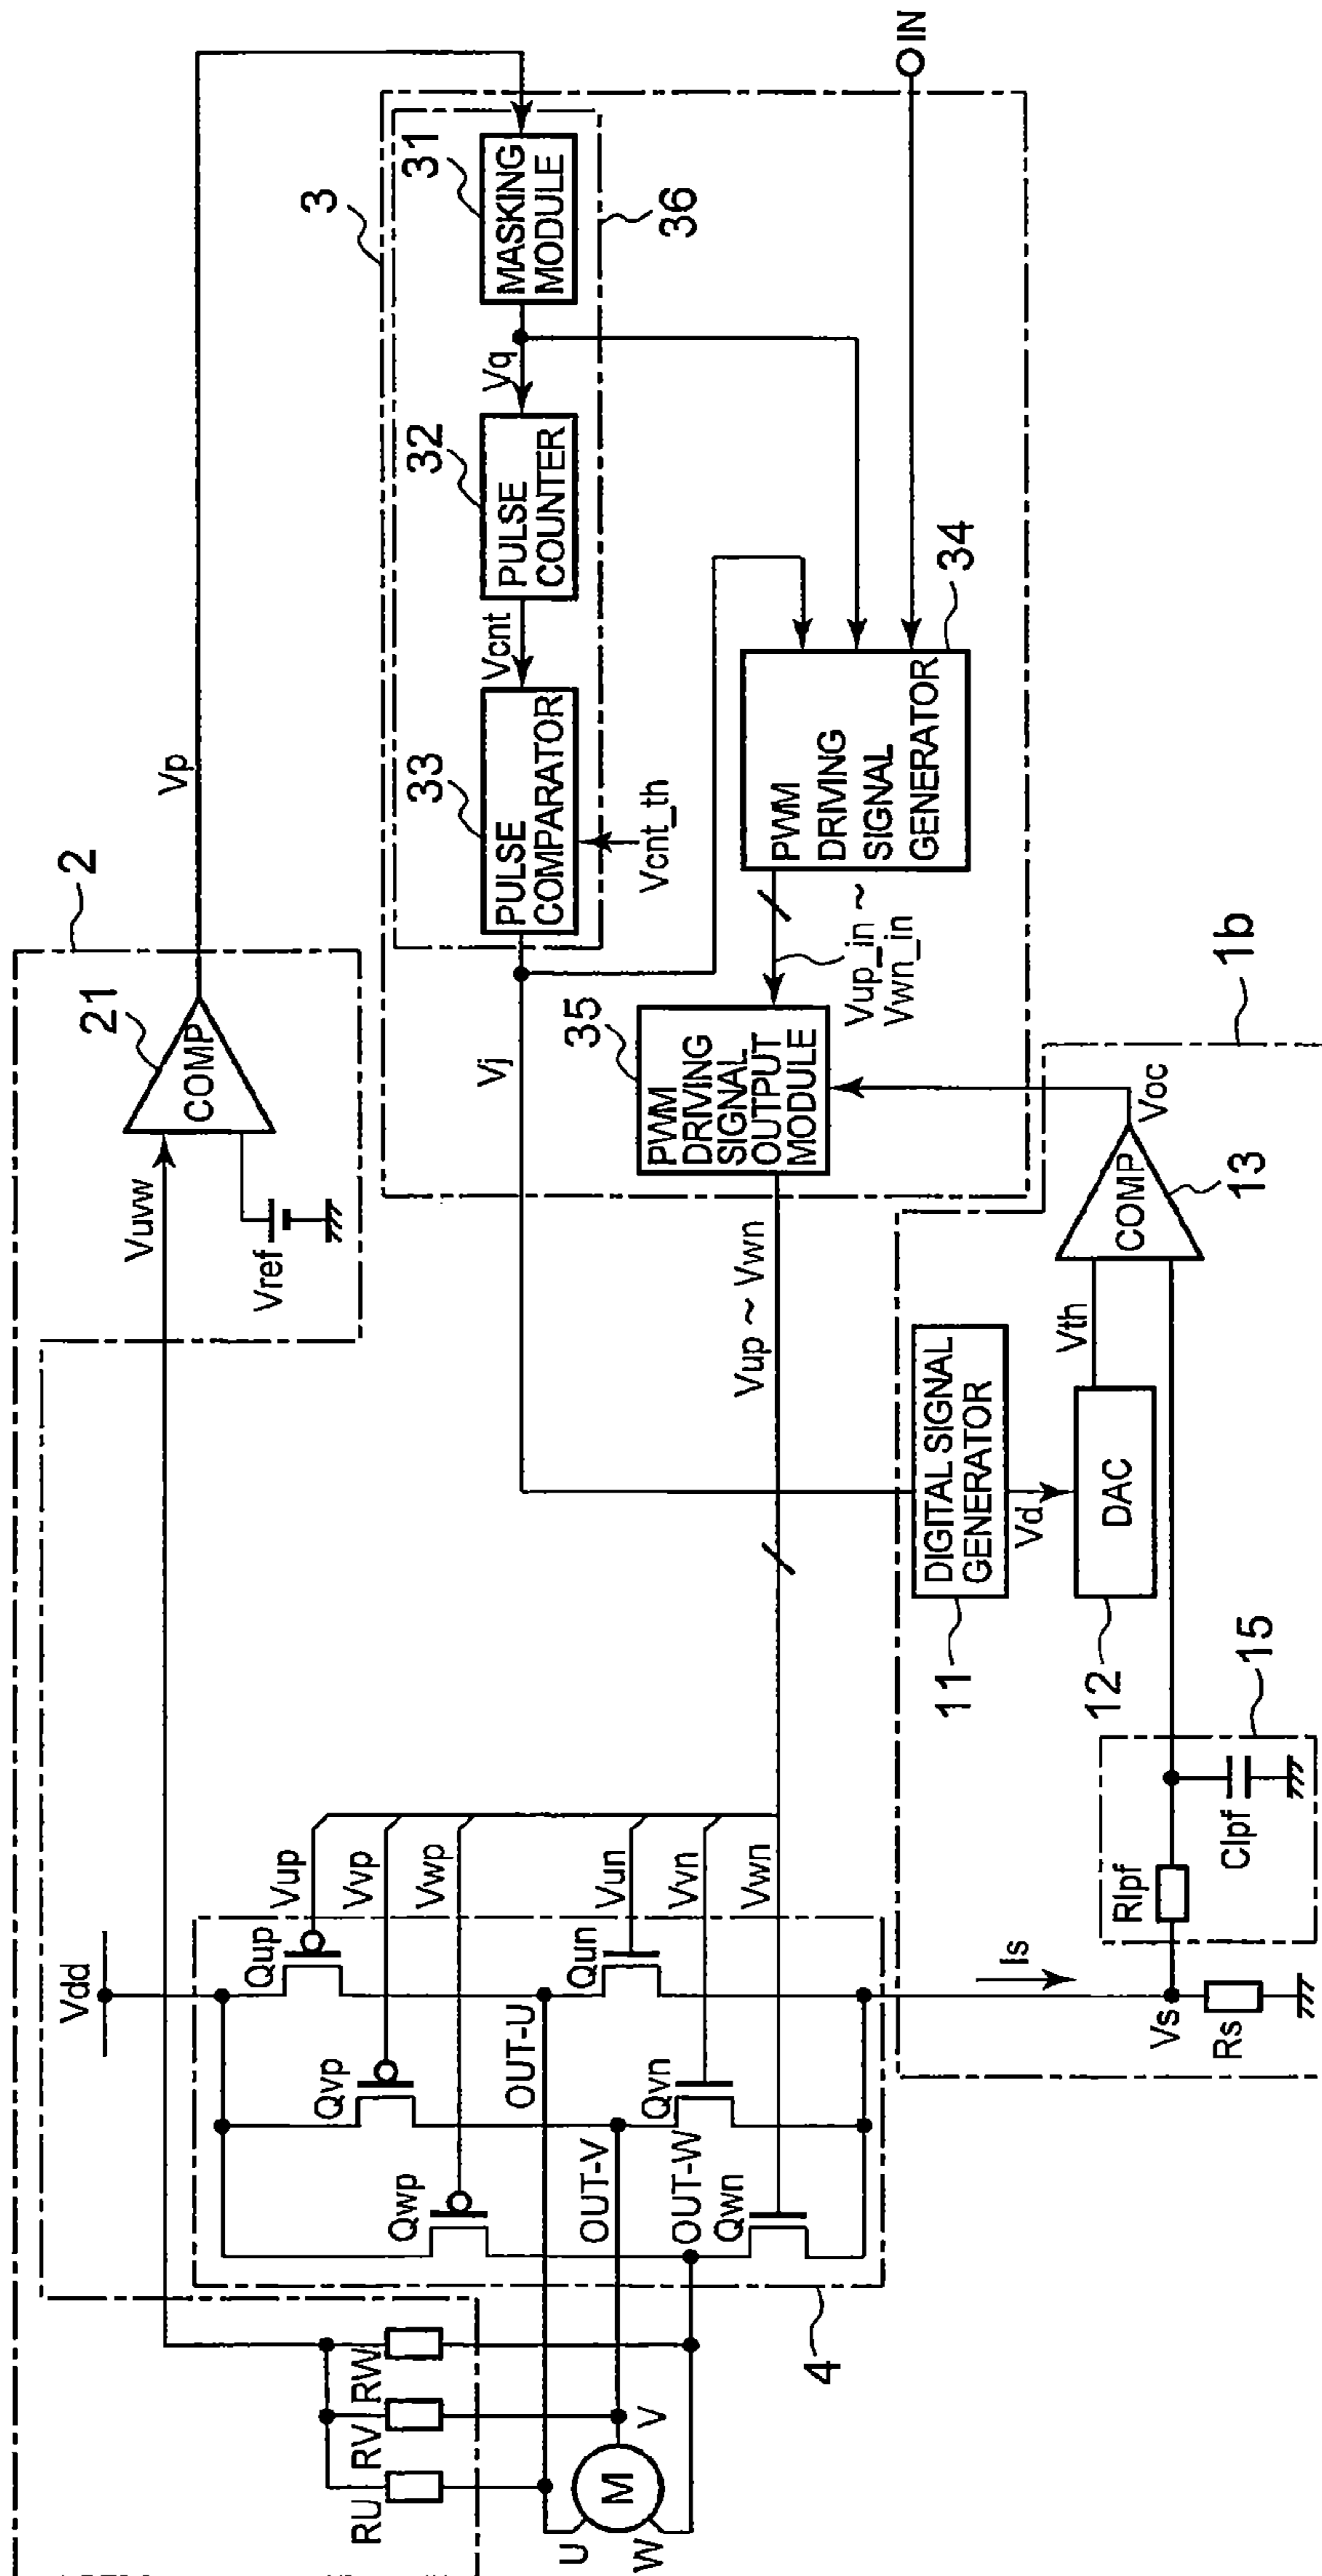 2
21
COMP
Vp
Vuvw
Vref
Vdd
RU
RV
RW
U
V
W
M
4
Qup
Qvp
Qwp
Qun
Qvn
Qwn
OUT-U
OUT-V
OUT-W
Vup
Vvp
Vwp
Vun
Vvn
Vwn
3
31
MASKING
MODULE
36
Vq
32
PULSE
COUNTER
Vcnt
33
PULSE
COMPARATOR
Vcnt_th
Vj
IN
34
PWM
DRIVING
SIGNAL
GENERATOR
Vup_in ~
Vwn_in
35
PWM
DRIVING
SIGNAL
OUTPUT
MODULE
Vup ~ Vwn
1b
Voc
COMP
13
Vth
DIGITAL SIGNAL
GENERATOR
11
Vd
DAC
12
15
Rlpf
Clpf
Is
Vs
Rs